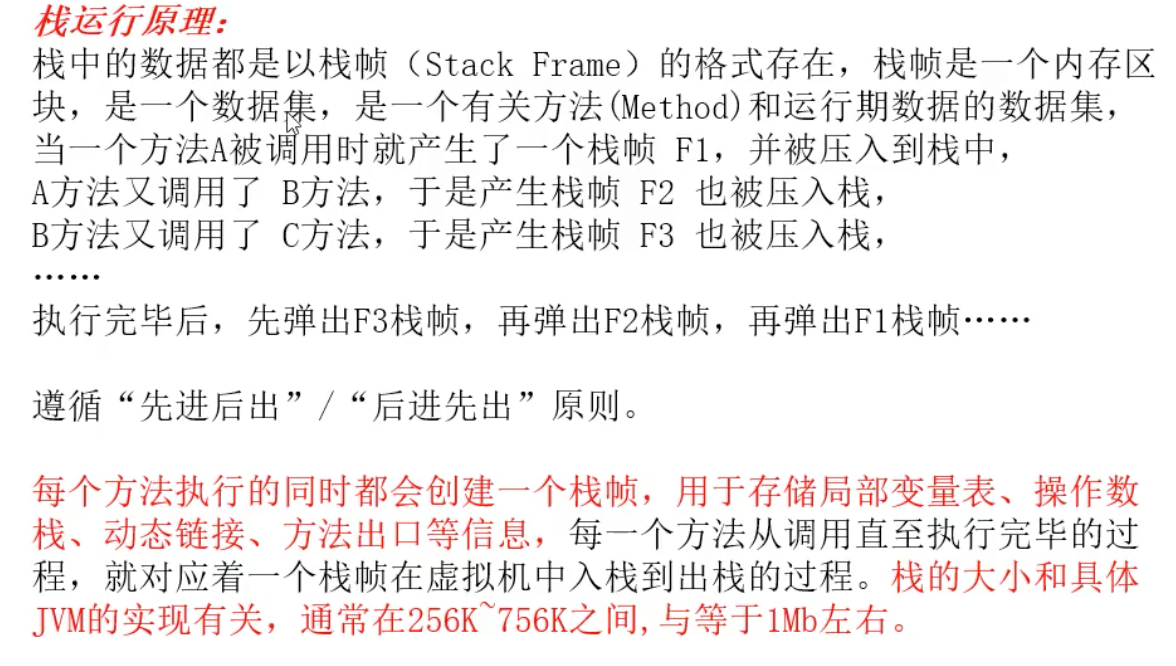 栈运行原理：
栈中的数据都是以栈帧（Stack Frame）的格式存在，栈帧是一个内存区
块，是一个数据集，是一个有关方法(Method)和运行期数据的数据集，
当一个方法A被调用时就产生了一个栈帧 F1，并被压入到栈中，
A方法又调用了 B方法，于是产生栈帧 F2 也被压入栈，
B方法又调用了 C方法，于是产生栈帧 F3 也被压入栈，
……
执行完毕后，先弹出F3栈帧，再弹出F2栈帧，再弹出F1栈帧……
遵循“先进后出”/“后进先出”原则。
每个方法执行的同时都会创建一个栈帧，用于存储局部变量表、操作数
栈、动态链接、方法出口等信息，每一个方法从调用直至执行完毕的过
程，就对应着一个栈帧在虚拟机中入栈到出栈的过程。栈的大小和具体
JVM的实现有关，通常在256K~756K之间,与等于1Mb左右。